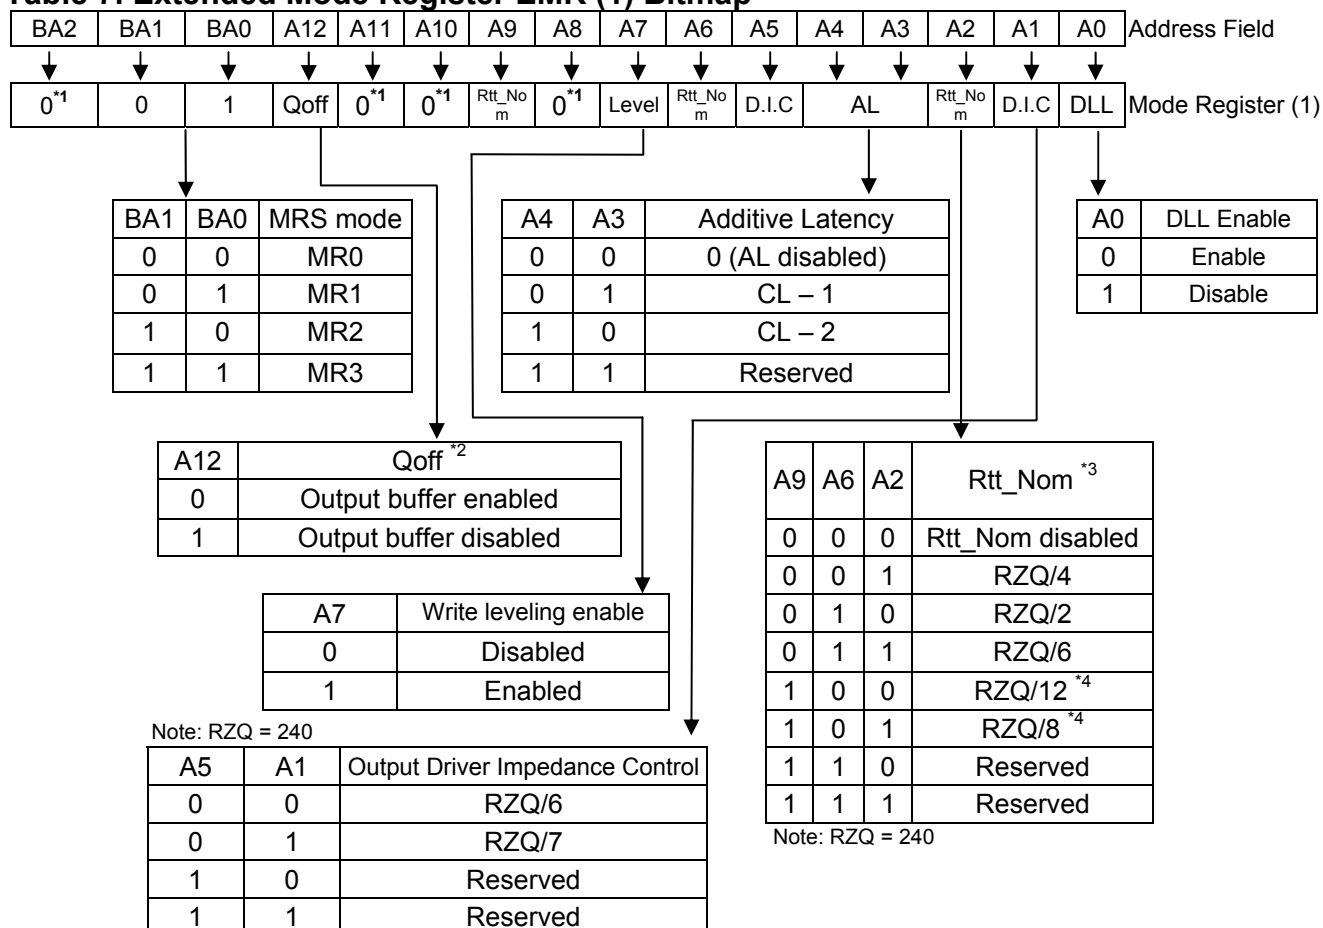 Table 7. Extended Mode Register EMR (1) Bitmap
BA2 BA1 BA0 A12 A11 A10 A9 A8 A7 A6 A5 A4 A3 A2 A1 A0 Address Field
0*1 0 1 Qoff 0*1 0*1 Rtt_Nom 0*1 Level Rtt_Nom D.I.C AL Rtt_Nom D.I.C DLL Mode Register (1)
BA1 BA0 MRS mode
0 0 MR0
0 1 MR1
1 0 MR2
1 1 MR3
A4 A3 Additive Latency
0 0 0 (AL disabled)
0 1 CL – 1
1 0 CL – 2
1 1 Reserved
A0 DLL Enable
0 Enable
1 Disable
A12 Qoff *2
0 Output buffer enabled
1 Output buffer disabled
A9 A6 A2 Rtt_Nom *3
0 0 0 Rtt_Nom disabled
0 0 1 RZQ/4
0 1 0 RZQ/2
0 1 1 RZQ/6
1 0 0 RZQ/12 *4
1 0 1 RZQ/8 *4
1 1 0 Reserved
1 1 1 Reserved
Note: RZQ = 240
A7 Write leveling enable
0 Disabled
1 Enabled
Note: RZQ = 240
A5 A1 Output Driver Impedance Control
0 0 RZQ/6
0 1 RZQ/7
1 0 Reserved
1 1 Reserved